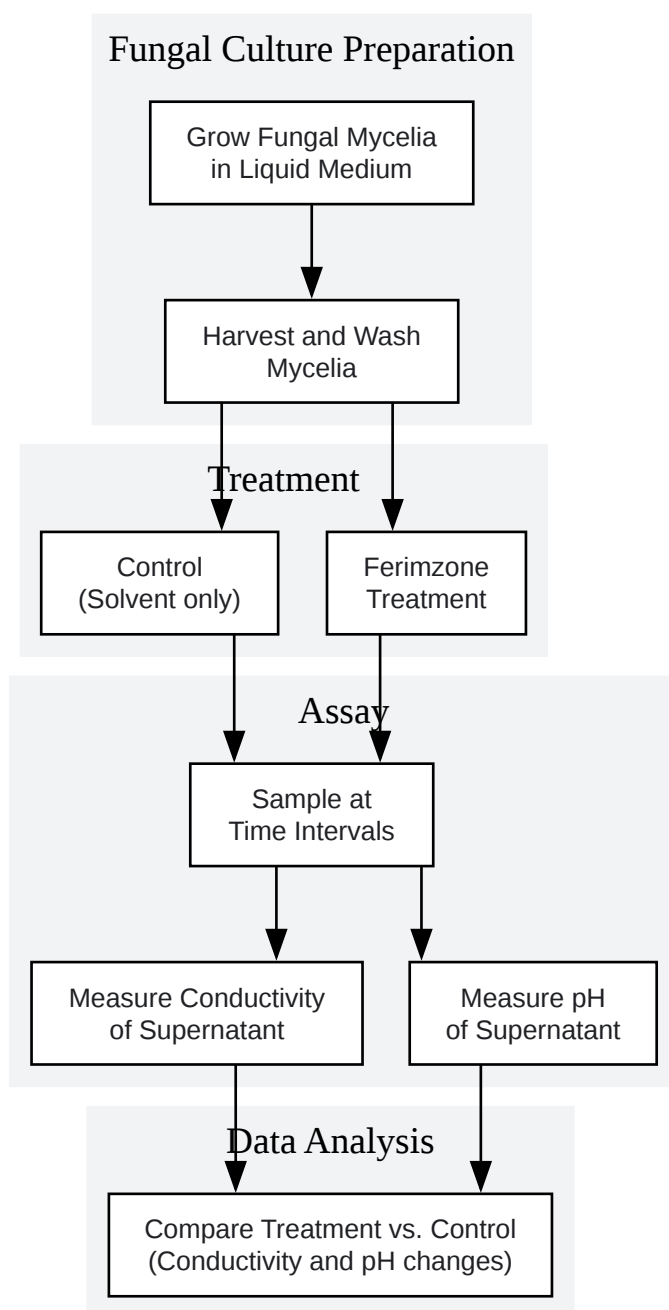 Fungal Culture Preparation
Grow Fungal Mycelia
in Liquid Medium
Harvest and Wash
Mycelia
Treatment
Control
(Solvent only)
Ferimzone
Treatment
Assay
Sample at
Time Intervals
Measure Conductivity
of Supernatant
Measure pH
of Supernatant
Data Analysis
Compare Treatment vs. Control
(Conductivity and pH changes)